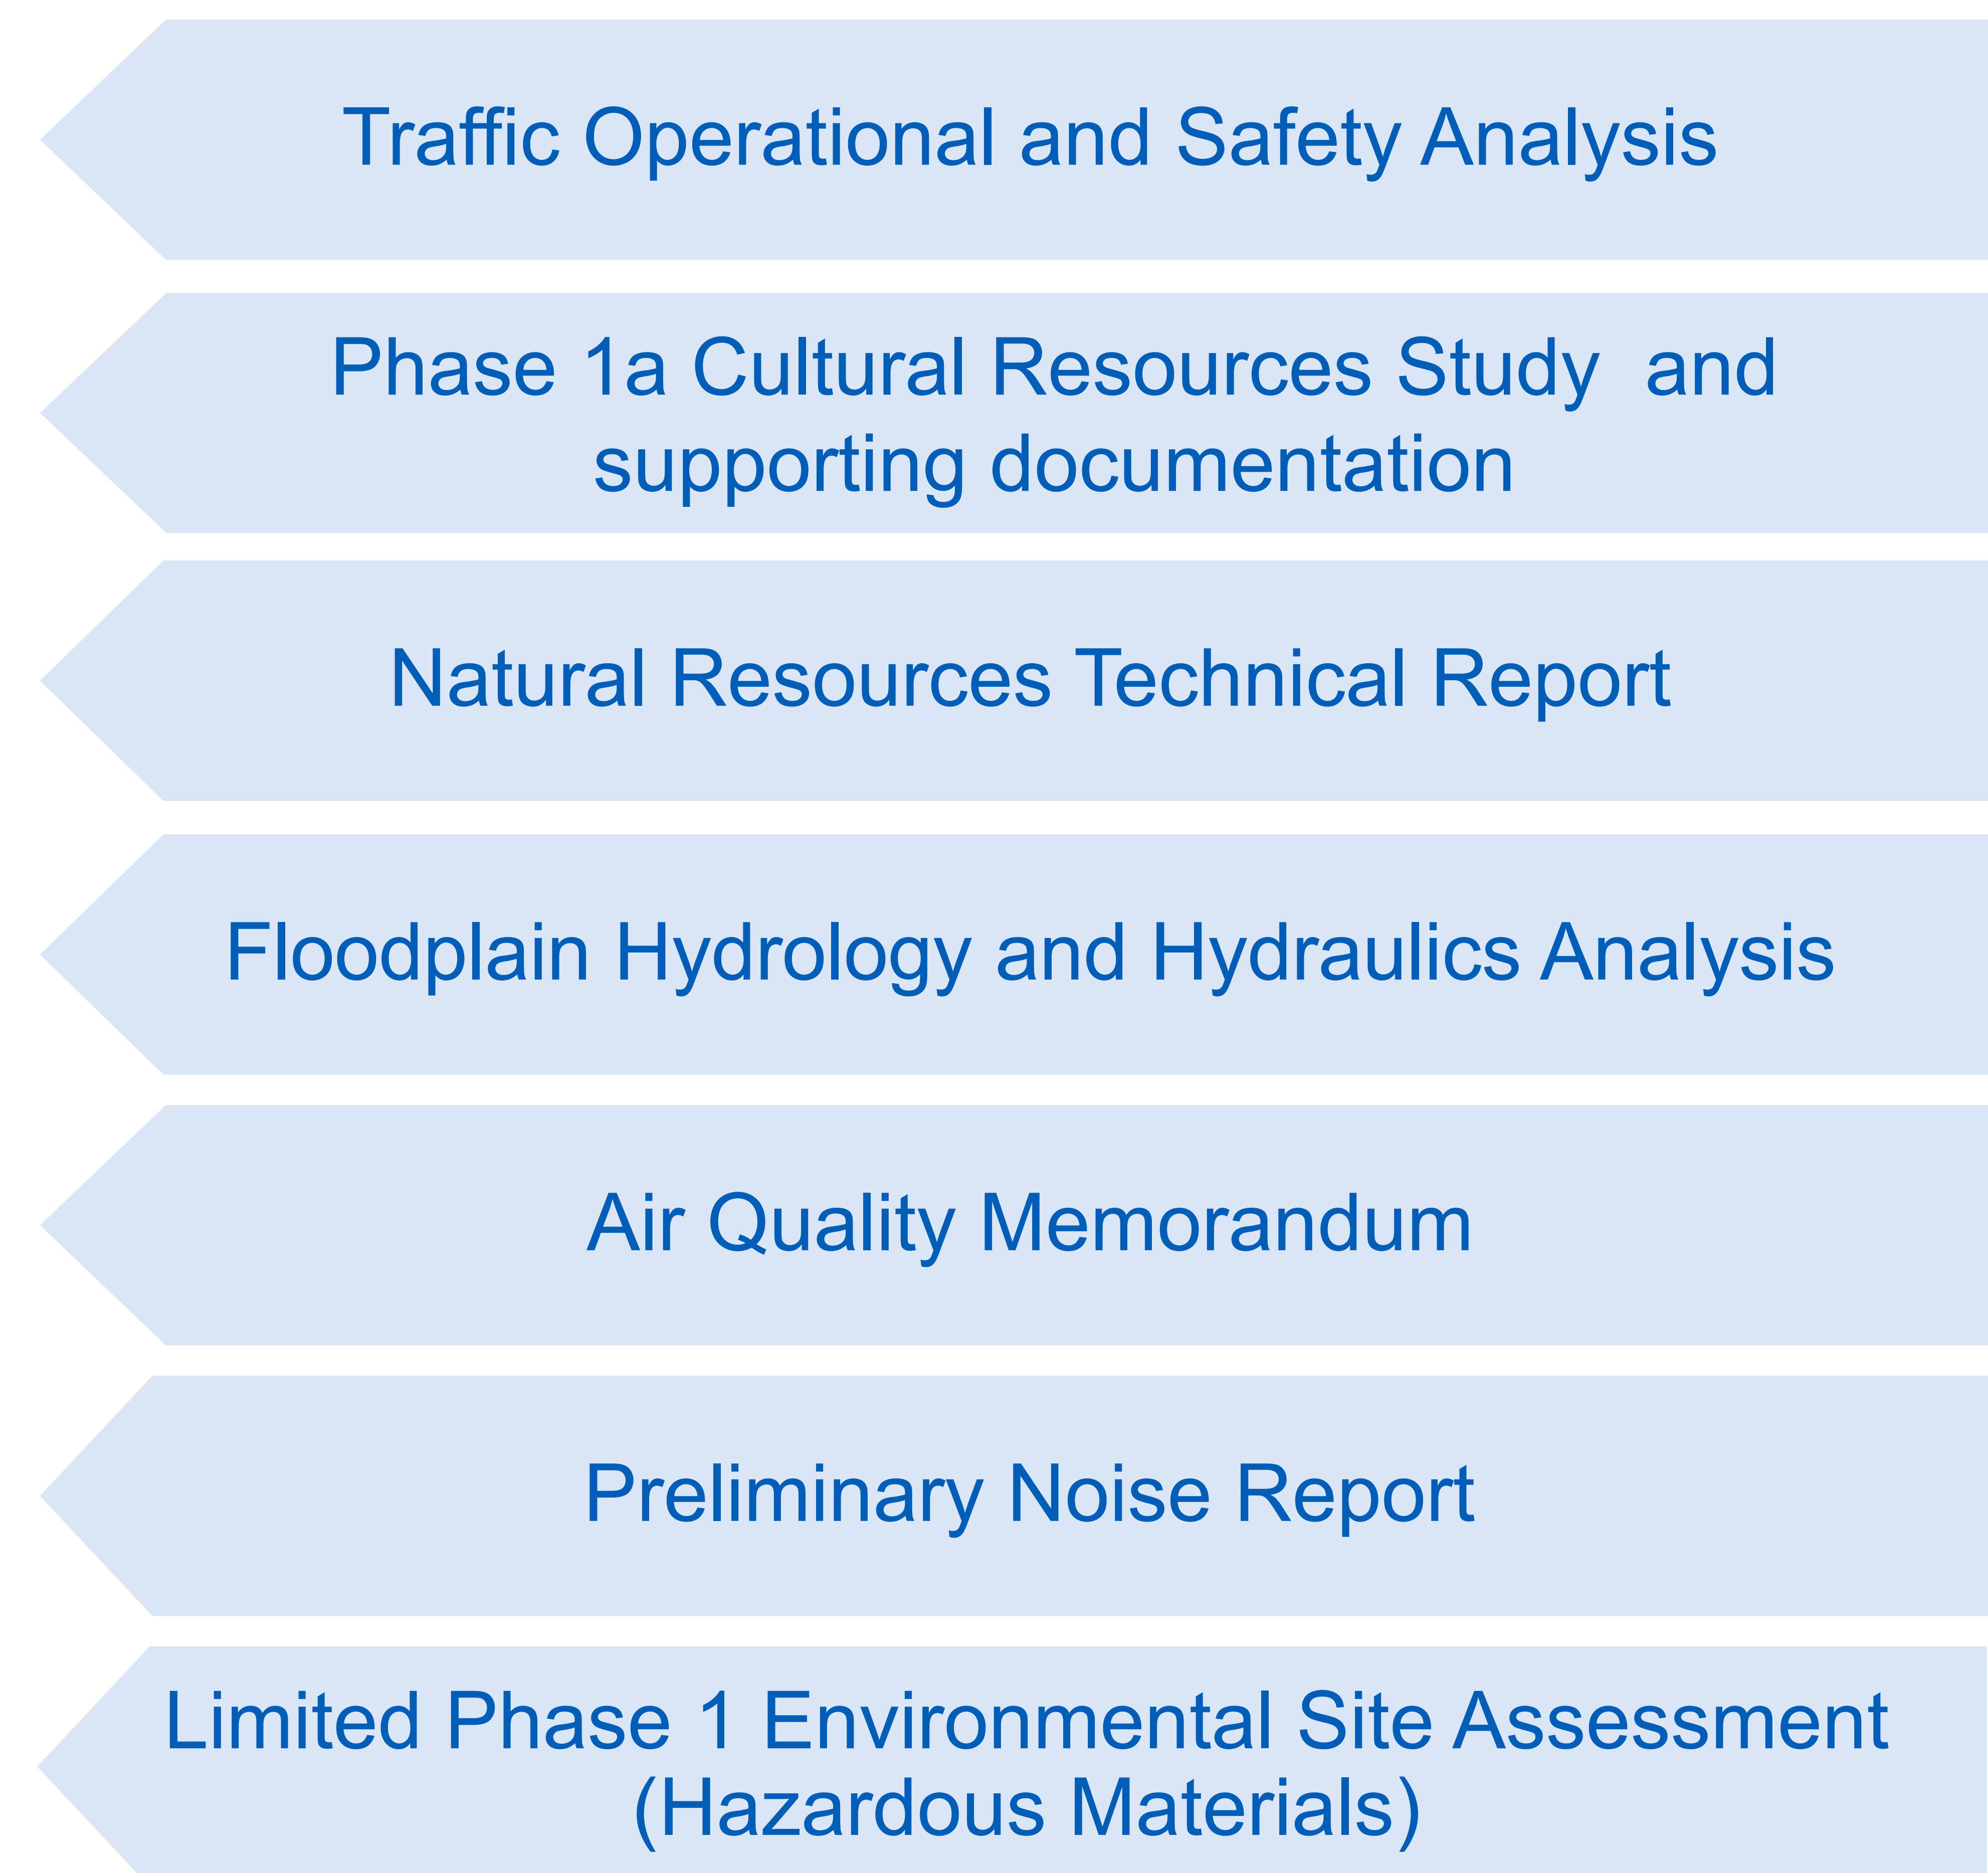 Traffic Operational and Safety Analysis
Phase 1a Cultural Resources Study and
supporting documentation
Natural Resources Technical Report
Floodplain Hydrology and Hydraulics Analysis
Air Quality Memorandum
Preliminary Noise Report
Limited Phase 1 Environmental Site Assessment
(Hazardous Materials)